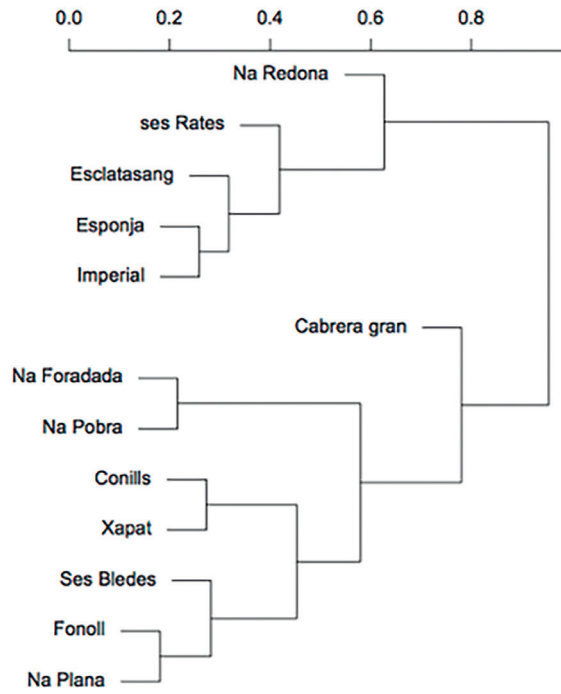 0.0 0.2 0.4 0.6 0.8
Na Redona
ses Rates
Esclatasang
Esponja
Imperial
Cabrera gran
Na Foradada
Na Pobra
Conills
Xapat
Ses Bledes
Fonoll
Na Plana